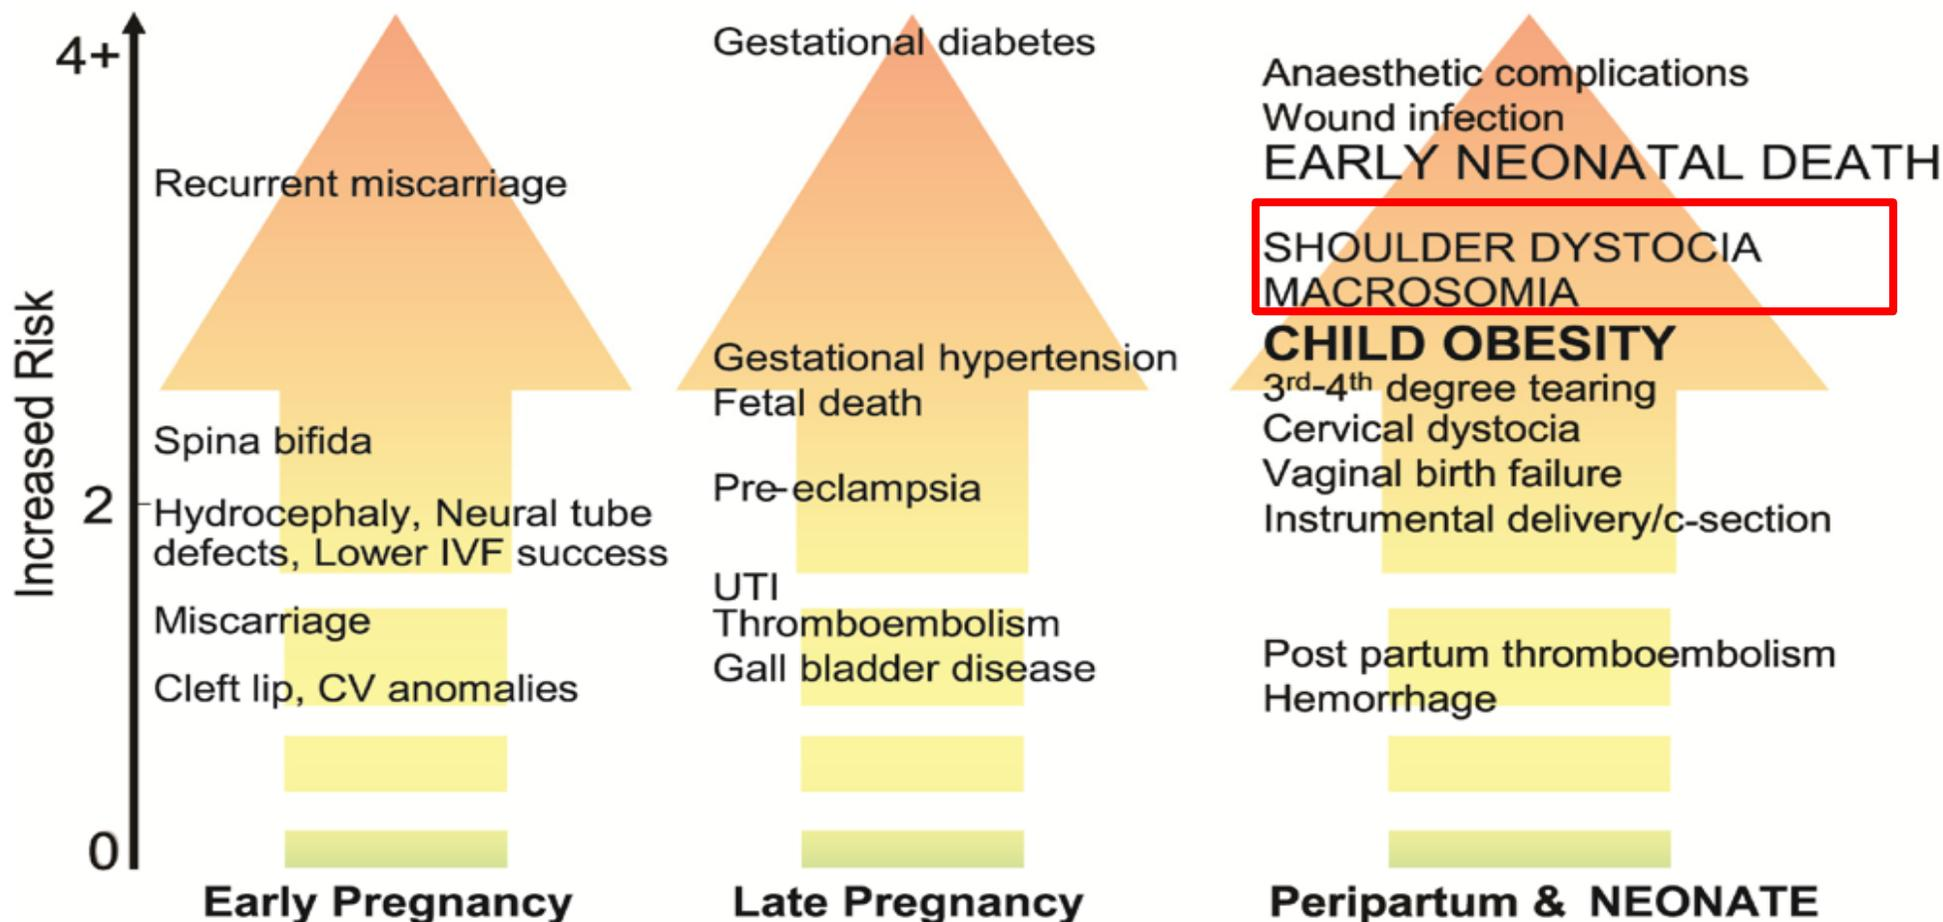 4+
2
0
Increased Risk
Recurrent miscarriage
Spina bifida
Hydrocephaly, Neural tube
defects, Lower IVF success
Miscarriage
Cleft lip, CV anomalies
Early Pregnancy
Gestational diabetes
Gestational hypertension
Fetal death
Pre-eclampsia
UTI
Thromboembolism
Gall bladder disease
Late Pregnancy
Anaesthetic complications
Wound infection
EARLY NEONATAL DEATH
SHOULDER DYSTOCIA
MACROSOMIA
CHILD OBESITY
3rd-4th degree tearing
Cervical dystocia
Vaginal birth failure
Instrumental delivery/c-section
Post partum thromboembolism
Hemorrhage
Peripartum & NEONATE